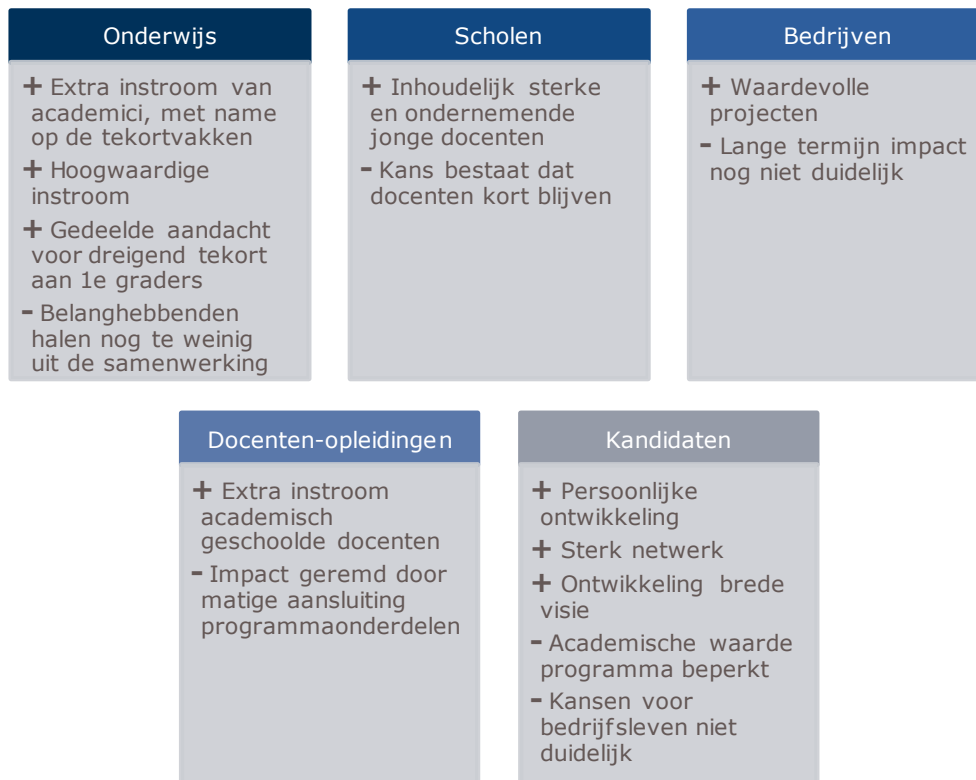 Onderwijs
+ Extra instroom van
academici, met name
op de tekortvakken
+ Hoogwaardige
instroom
+ Gedeelde aandacht
voor dreigend tekort
aan 1e graders
- Belanghebbenden
halen nog te weinig
uit de samenwerking
Scholen
+ Inhoudelijk sterke
en ondernemende
jonge docenten
- Kans bestaat dat
docenten kort blijven
Bedrijven
+ Waardevolle
projecten
- Lange termijn impact
nog niet duidelijk
Docenten-opleidingen
+ Extra instroom
academisch
geschoolde docenten
- Impact geremd door
matige aansluiting
programmaonderdelen
Kandidaten
+ Persoonlijke
ontwikkeling
+ Sterk netwerk
+ Ontwikkeling brede
visie
- Academische waarde
programma beperkt
- Kansen voor
bedrijfsleven niet
duidelijk